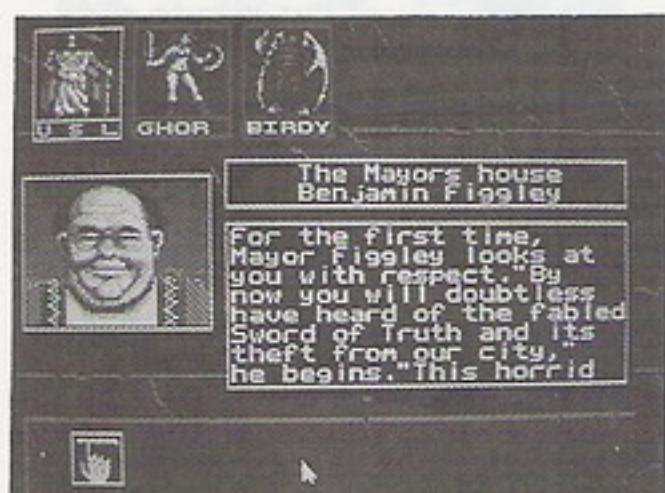 U S L GHOR BIRDY
The Mayors house
Benjamin Figgley
For the first time,
Mayor Figgley looks at
you with respect."By
now you will doubtless
have heard of the fabled
Sword of Truth and its
theft from our city,"
he begins."This horrid